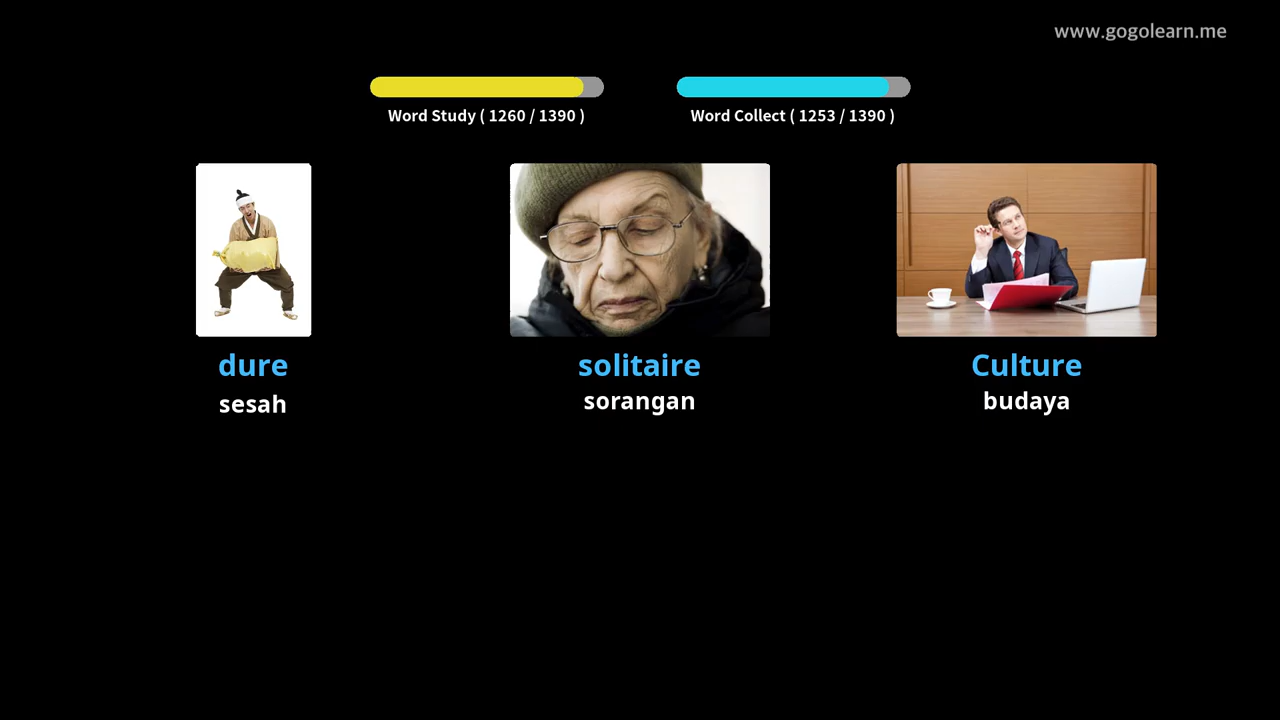 www.gogolearn.me
Word Study ( 1260 / 1390 )
Word Collect ( 1253 / 1390 )
dure
sesah
solitaire
sorangan
Culture
budaya